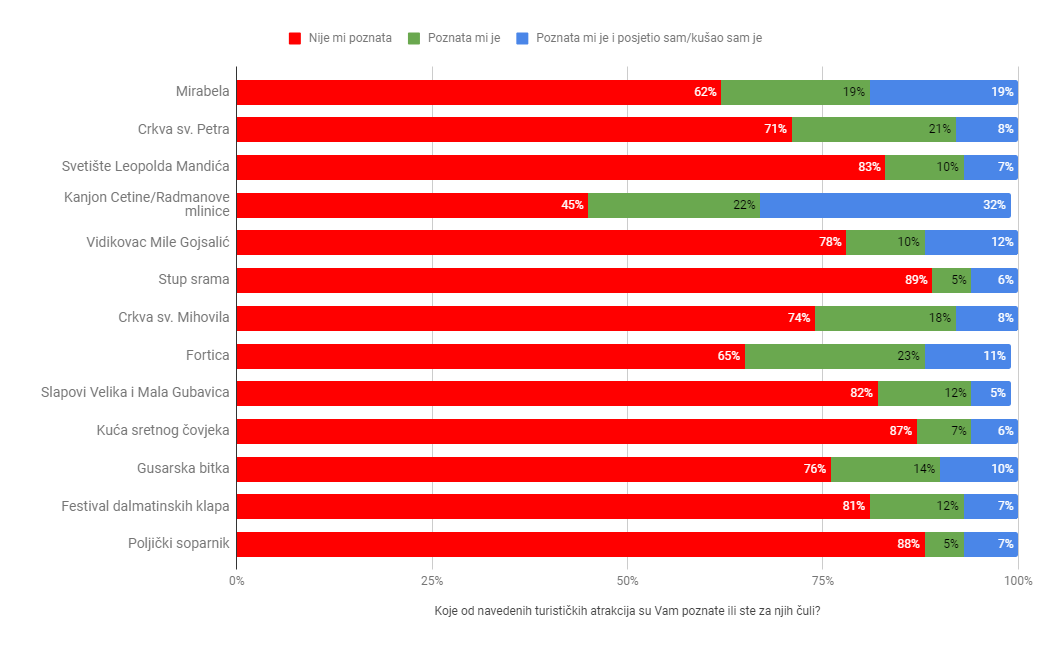 Nije mi poznata Poznata mi je Poznata mi je i posjetio sam/kušao sam je
Mirabela 62% 19% 19%
Crkva sv. Petra 71% 21% 8%
Svetište Leopolda Mandića 83% 10% 7%
Kanjon Cetine/Radmanove
mlinice 45% 22% 32%
Vidikovac Mile Gojsalić 78% 10% 12%
Stup srama 89% 5% 6%
Crkva sv. Mihovila 74% 18% 8%
Fortica 65% 23% 11%
Slapovi Velika i Mala Gubavica 82% 12% 5%
Kuća sretnog čovjeka 87% 7% 6%
Gusarska bitka 76% 14% 10%
Festival dalmatinskih klapa 81% 12% 7%
Poljički soparnik 88% 5% 7%
0% 25% 50% 75% 100%
Koje od navedenih turističkih atrakcija su Vam poznate ili ste za njih čuli?